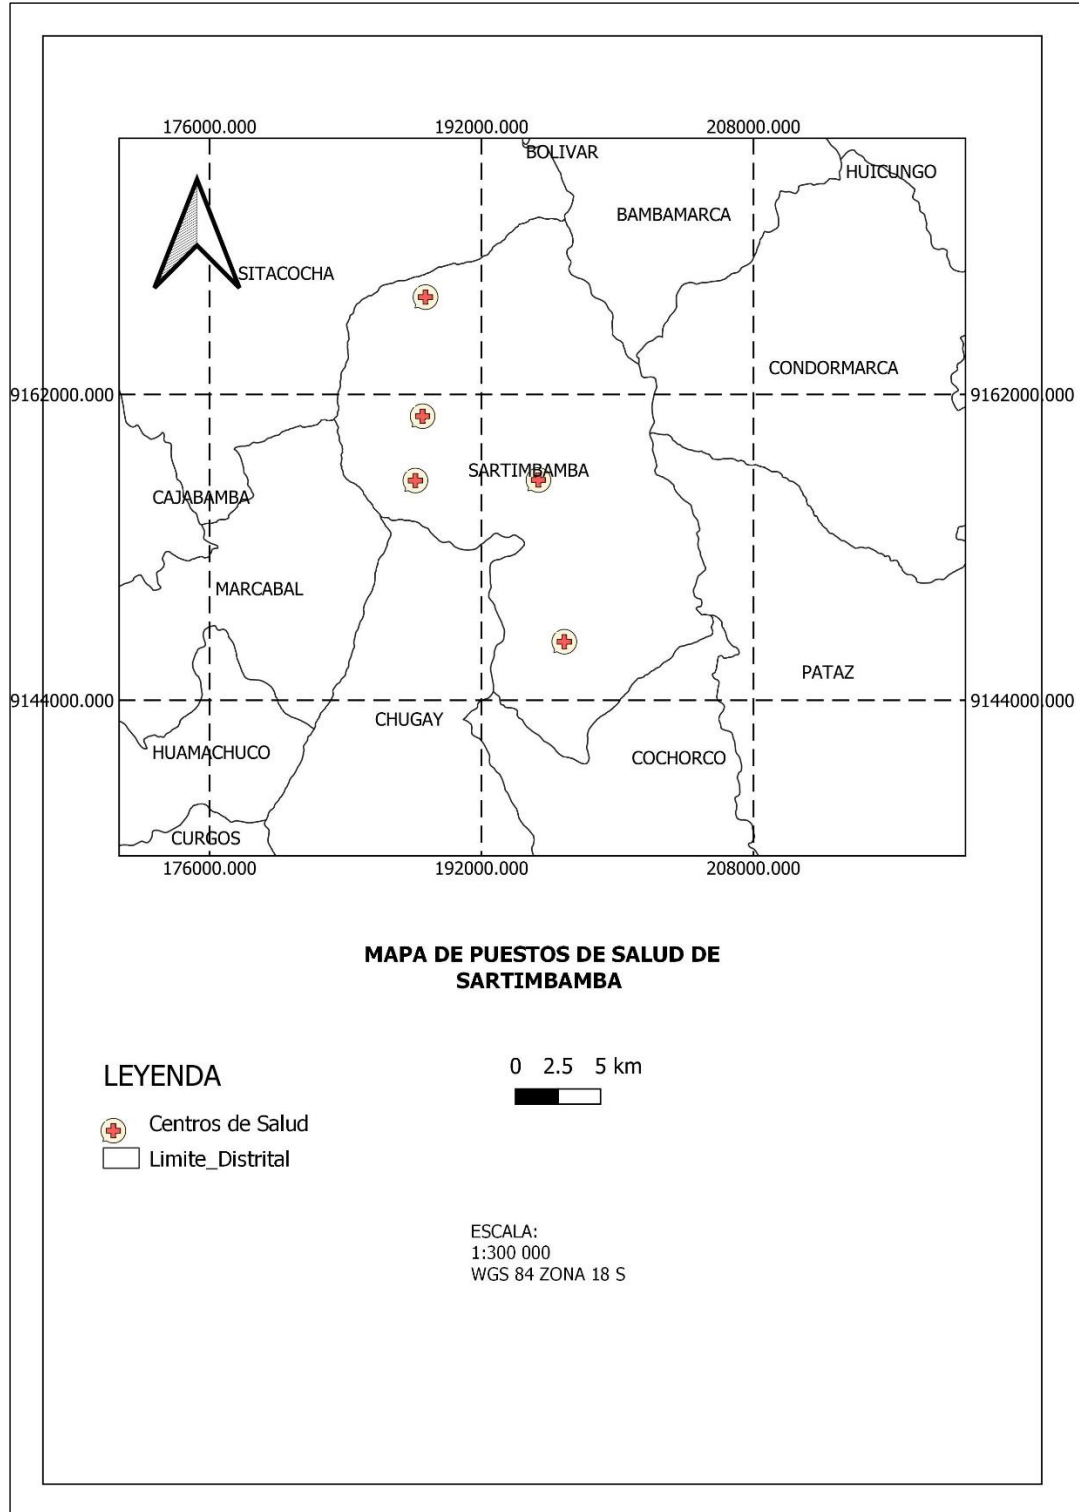 176000.000 192000.000 208000.000
BOLIVAR
HUICUNGO
BAMBAMARCA
SITACOCHA
CONDORMARCA
9162000.000 9162000.000
SARTIMBAMBA
CAJABAMBA
MARCABAL
PATAZ
9144000.000 9144000.000
CHUGAY
HUAMACHUCO
COCHORCO
CURGOS
176000.000 192000.000 208000.000
MAPA DE PUESTOS DE SALUD DE
SARTIMBAMBA
LEYENDA
0 2.5 5 km
Centros de Salud
Limite_Distrital
ESCALA:
1:300 000
WGS 84 ZONA 18 S